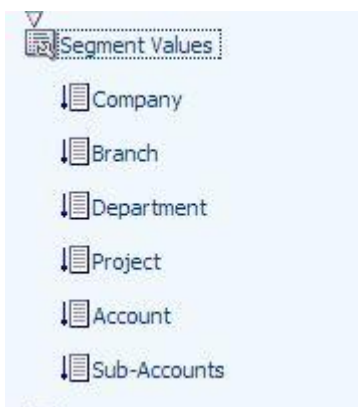 Segment Values
Company
Branch
Department
Project
Account
Sub-Accounts